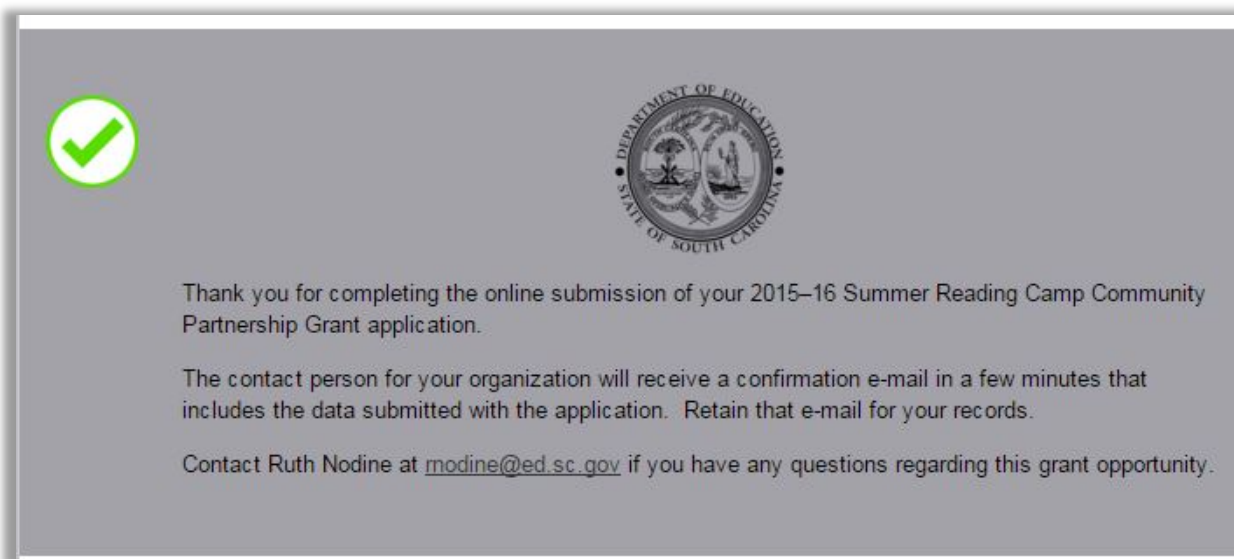 DEPARTMENT OF EDUCATION
STATE OF SOUTH CAROLINA
Thank you for completing the online submission of your 2015–16 Summer Reading Camp Community
Partnership Grant application.
The contact person for your organization will receive a confirmation e-mail in a few minutes that
includes the data submitted with the application.  Retain that e-mail for your records.
Contact Ruth Nodine at rnodine@ed.sc.gov if you have any questions regarding this grant opportunity.